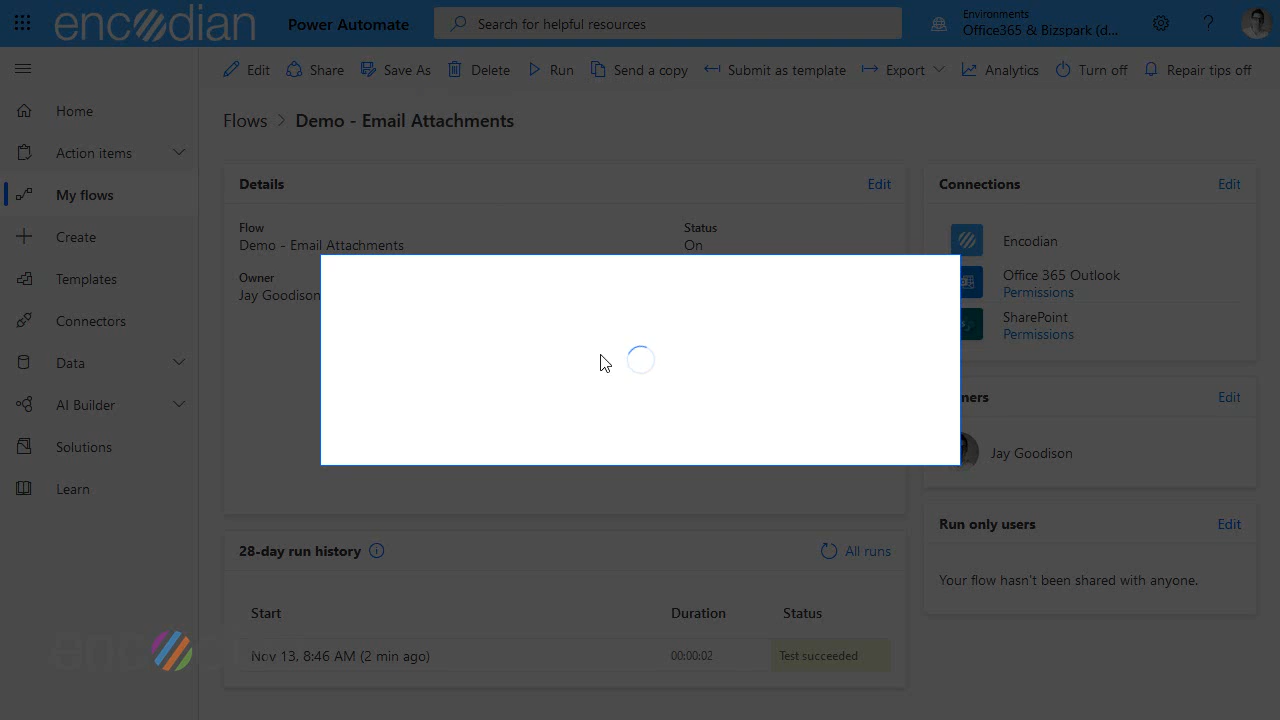 encodian
Power Automate
Search for helpful resources
Environments
Office365 & Bizspark (d...
Edit
Share
Save As
Delete
Run
Send a copy
Submit as template
Export
Analytics
Turn off
Repair tips off
Home
Action items
My flows
Create
Templates
Connectors
Data
AI Builder
Solutions
Learn
Flows > Demo - Email Attachments
Details
Edit
Flow
Demo - Email Attachments
Status
On
Owner
Jay Goodison
Connections
Edit
Encodian
Office 365 Outlook
Permissions
SharePoint
Permissions
Edit
Jay Goodison
Run only users
Edit
Your flow hasn't been shared with anyone.
28-day run history
All runs
Start
Duration
Status
Nov 13, 8:46 AM (2 min ago)
00:00:02
Test succeeded